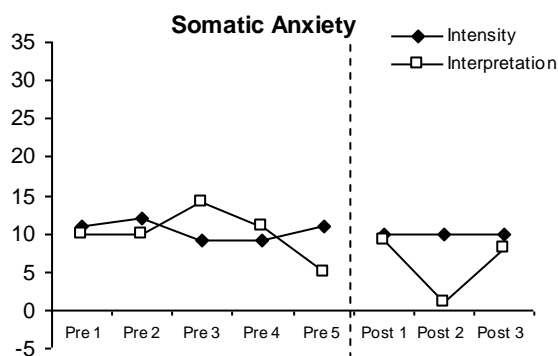 Somatic Anxiety
Intensity
Interpretation
35
30
25
20
15
10
5
0
-5
Pre 1 Pre 2 Pre 3 Pre 4 Pre 5 Post 1 Post 2 Post 3